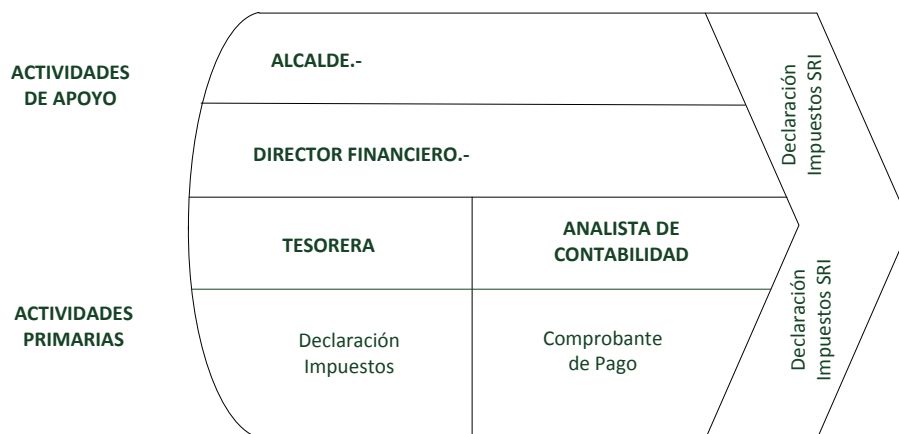 ACTIVIDADES
DE APOYO
ALCALDE.-
DIRECTOR FINANCIERO.-
Declaración
Impuestos SRI
ACTIVIDADES
PRIMARIAS
TESORERA
ANALISTA DE
CONTABILIDAD
Declaración
Impuestos
Comprobante
de Pago
Declaración
Impuestos SRI